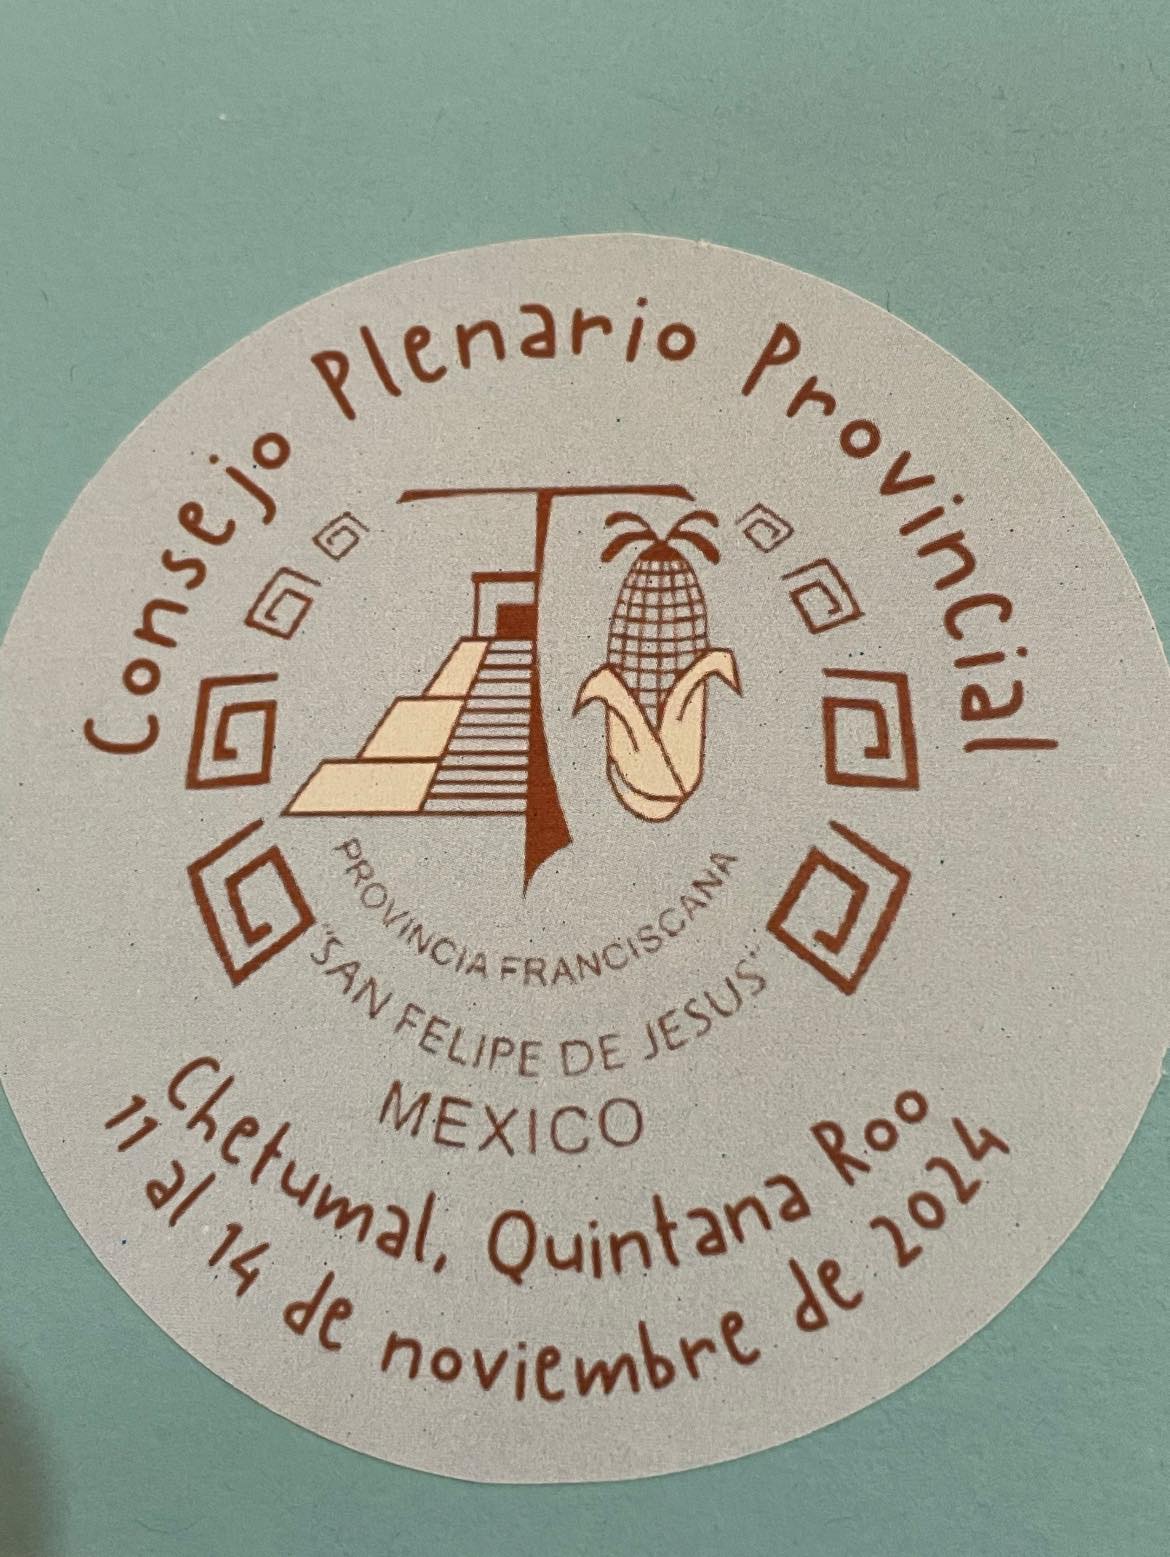 Consejo Plenario Provincial
PROVINCIA FRANCISCANA
"SAN FELIPE DE JESUS"
MEXICO
Chetumal, Quintana Roo
11 al 14 de noviembre de 2024